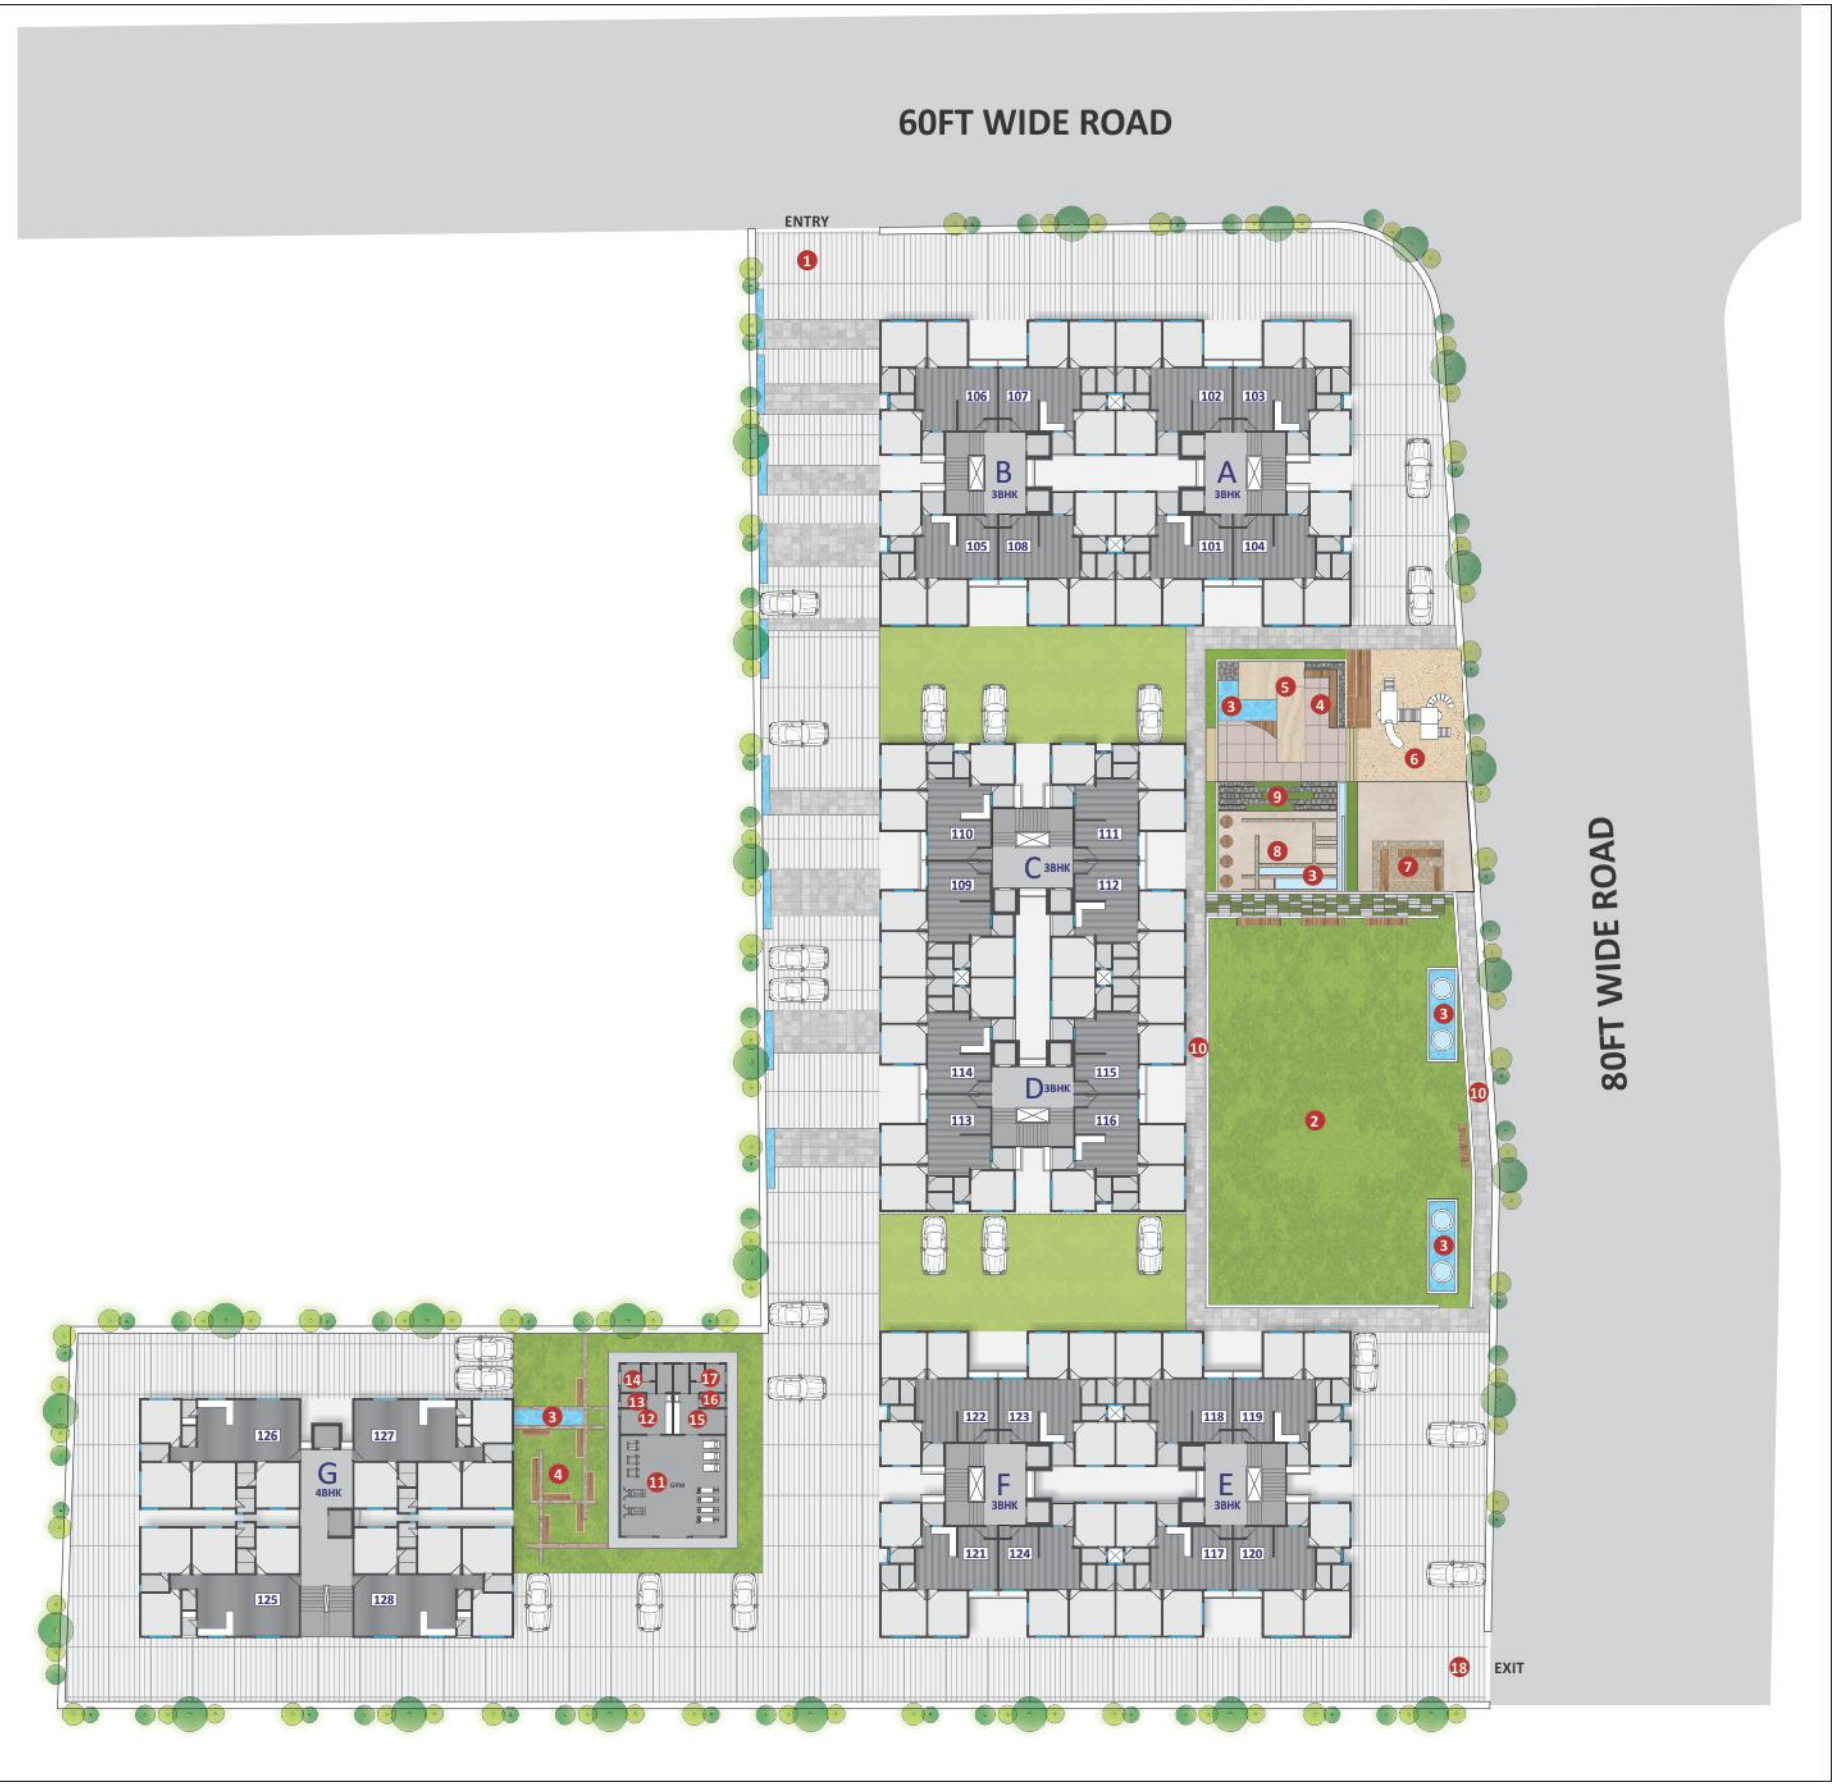 60FT WIDE ROAD
ENTRY
1
106 107 102 103
B
3BHK
A
3BHK
105 108 101 104
5
3 4
6
9
110 111
8
C 3BHK
7
3
109 112
80FT WIDE ROAD
3
10
114 115
D 3BHK
10
113 116
2
3
14 17
13 16
12 15
3
122 123 118 119
126 127
G
4BHK
4
11 GYM
F
3BHK
E
3BHK
121 124 117 120
125 128
18 EXIT